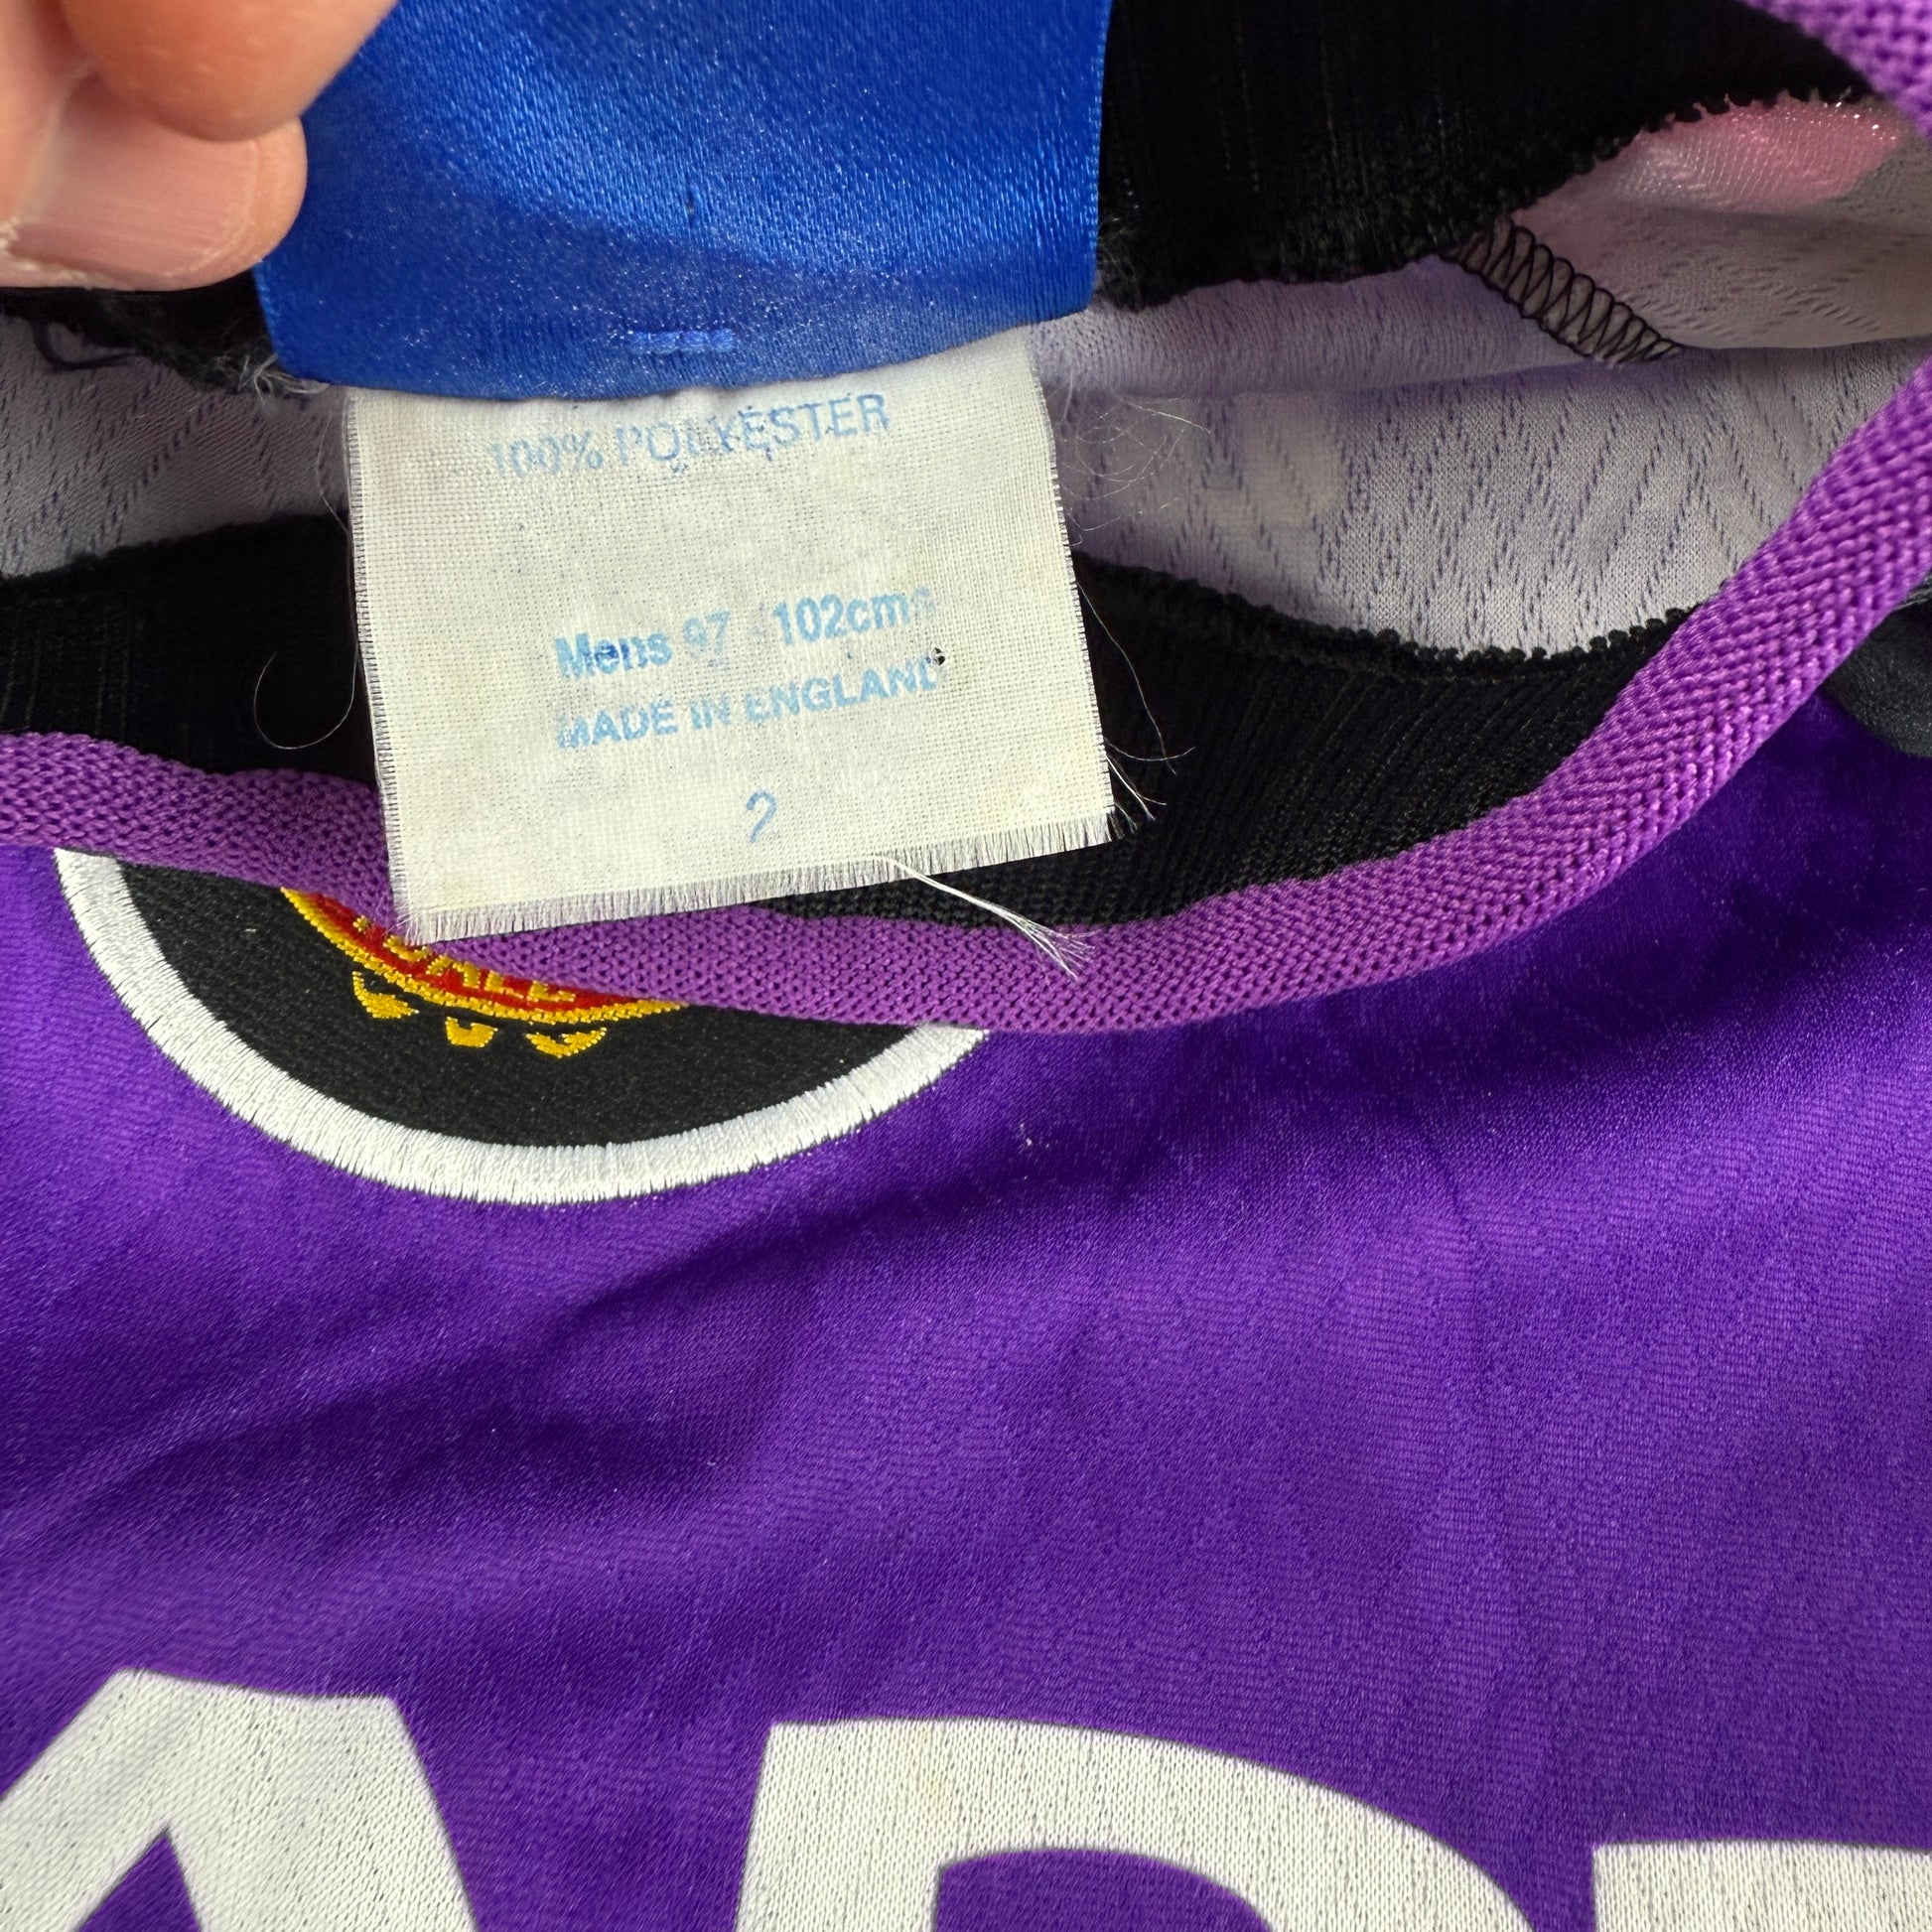 100% POLYESTER
Mens 97 - 102cms
MADE IN ENGLAND
2